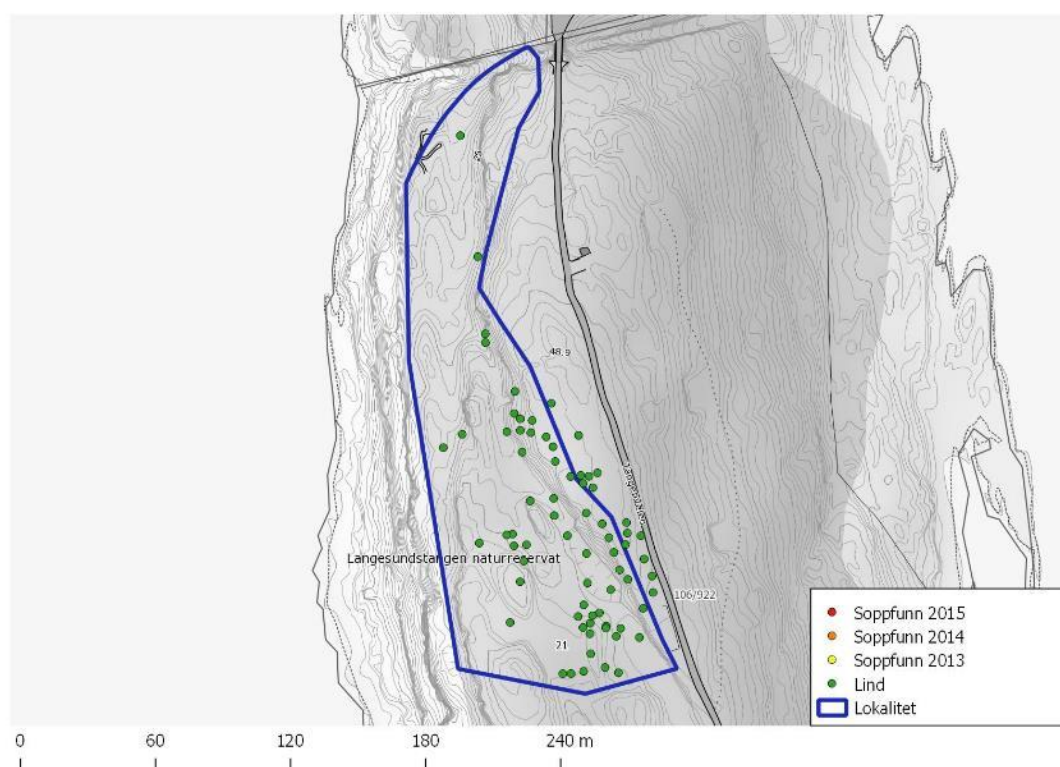 25
48.9
Langesundstangen naturreservat
106/922
21
Soppfunn 2015
Soppfunn 2014
Soppfunn 2013
Lind
Lokalitet
0 60 120 180 240 m